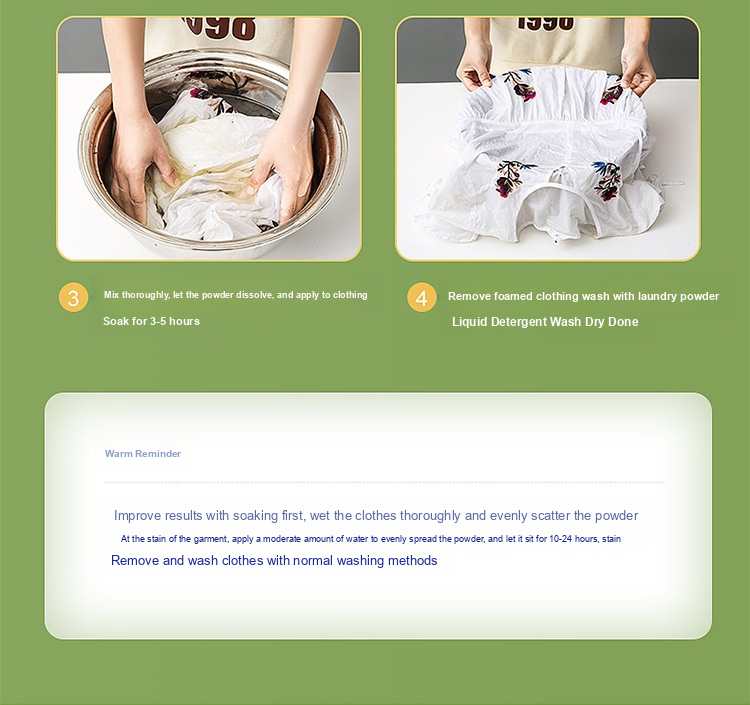 1998
1998
3 Mix thoroughly, let the powder dissolve, and apply to clothing
Soak for 3-5 hours
4 Remove foamed clothing wash with laundry powder
Liquid Detergent Wash Dry Done
Warm Reminder
Improve results with soaking first, wet the clothes thoroughly and evenly scatter the powder
At the stain of the garment, apply a moderate amount of water to evenly spread the powder, and let it sit for 10-24 hours, stain
Remove and wash clothes with normal washing methods